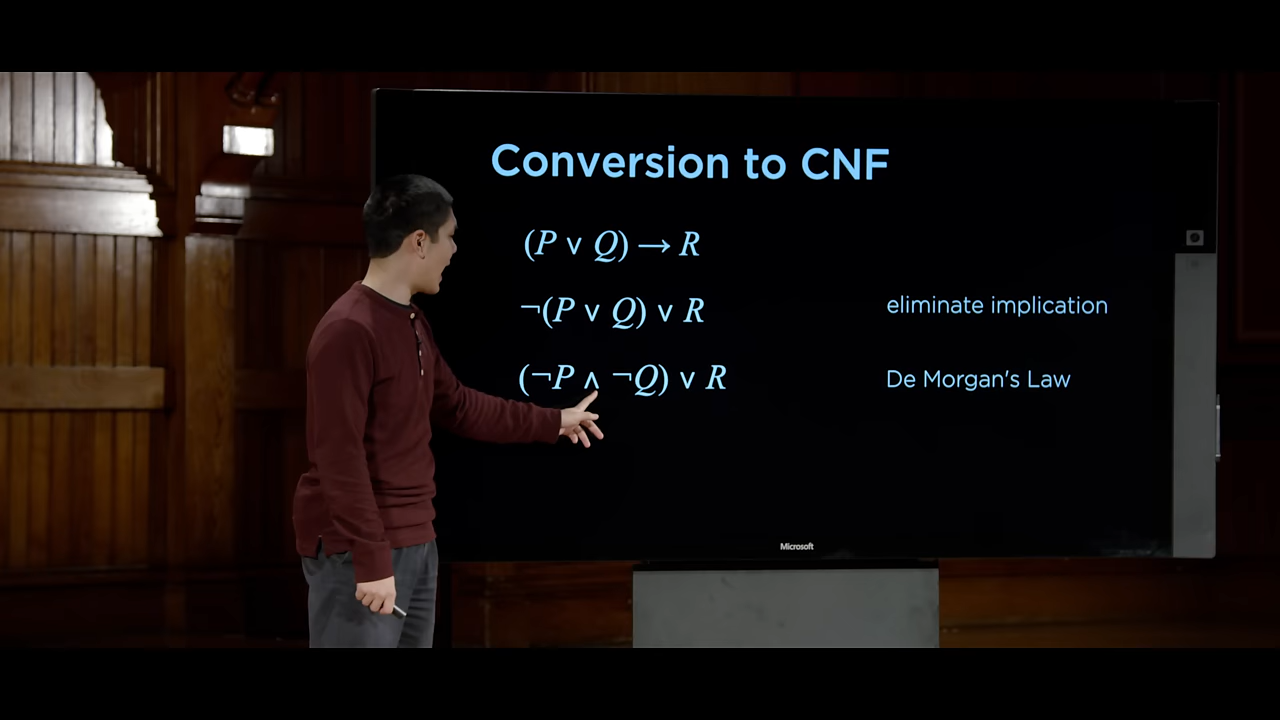 Conversion to CNF
(P ∨ Q) → R
¬(P ∨ Q) ∨ R
eliminate implication
(¬P ∧ ¬Q) ∨ R
De Morgan's Law
Microsoft